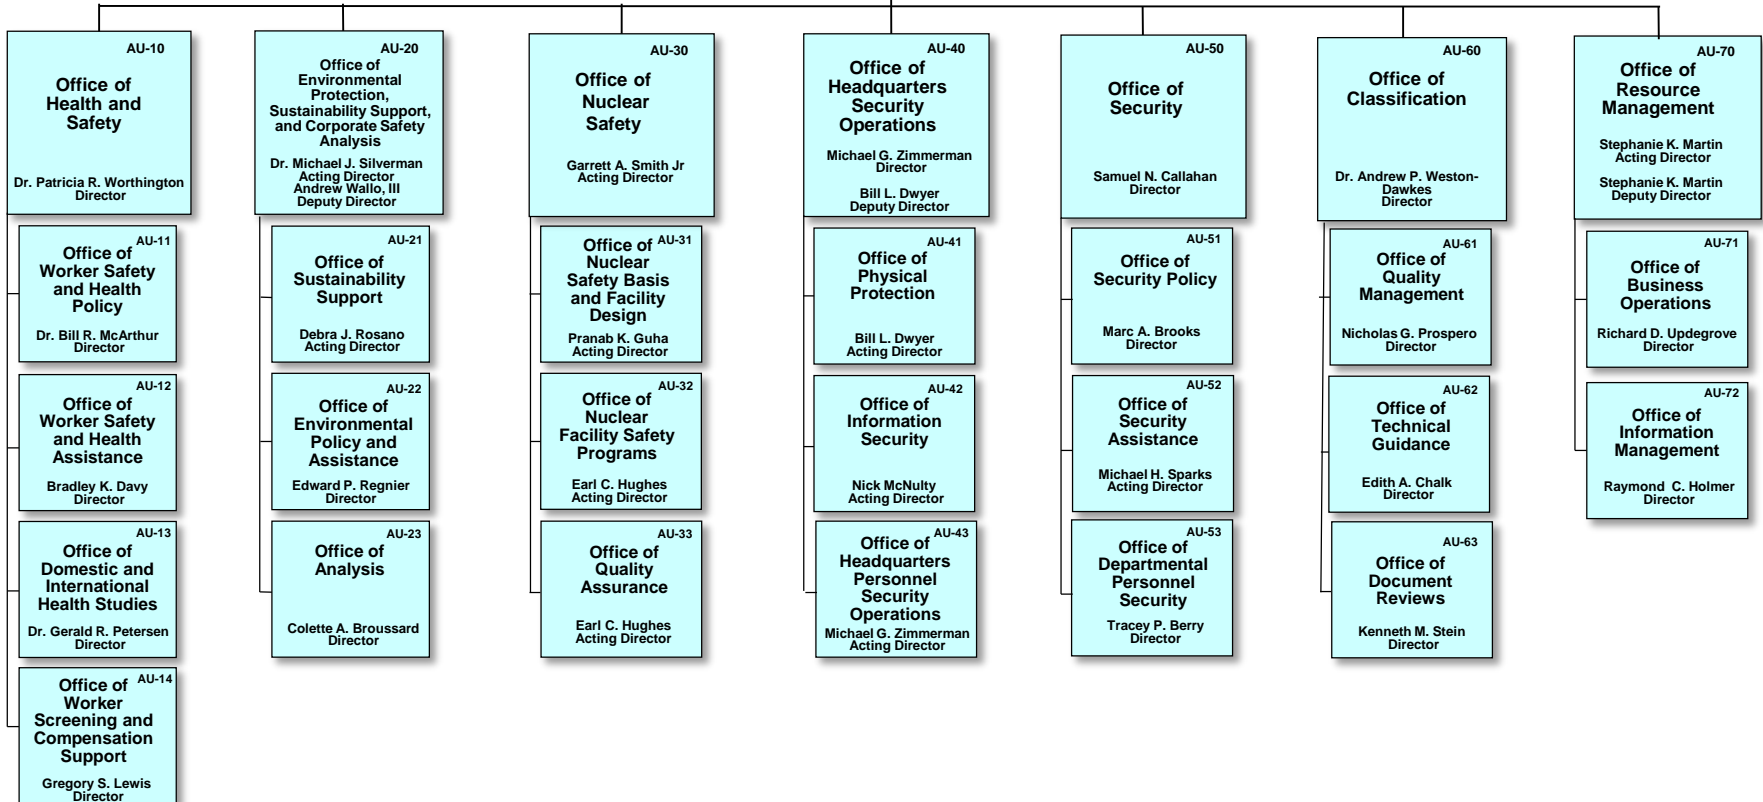 AU-10
Office of
Health and
Safety
Dr. Patricia R. Worthington
Director
AU-11
Office of
Worker Safety
and Health
Policy
Dr. Bill R. McArthur
Director
AU-12
Office of
Worker Safety
and Health
Assistance
Bradley K. Davy
Director
AU-13
Office of
Domestic and
International
Health Studies
Dr. Gerald R. Petersen
Director
AU-14
Office of
Worker
Screening and
Compensation
Support
Gregory S. Lewis
Director
AU-20
Office of
Environmental
Protection,
Sustainability Support,
and Corporate Safety
Analysis
Dr. Michael J. Silverman
Acting Director
Andrew Wallo, III
Deputy Director
AU-21
Office of
Sustainability
Support
Debra J. Rosano
Acting Director
AU-22
Office of
Environmental
Policy and
Assistance
Edward P. Regnier
Director
AU-23
Office of
Analysis
Colette A. Broussard
Director
AU-30
Office of
Nuclear
Safety
Garrett A. Smith Jr
Acting Director
AU-31
Office of
Nuclear
Safety Basis
and Facility
Design
Pranab K. Guha
Acting Director
AU-32
Office of
Nuclear
Facility Safety
Programs
Earl C. Hughes
Acting Director
AU-33
Office of
Quality
Assurance
Earl C. Hughes
Acting Director
AU-40
Office of
Headquarters
Security
Operations
Michael G. Zimmerman
Director
Bill L. Dwyer
Deputy Director
AU-41
Office of
Physical
Protection
Bill L. Dwyer
Acting Director
AU-42
Office of
Information
Security
Nick McNulty
Acting Director
AU-43
Office of
Headquarters
Personnel
Security
Operations
Michael G. Zimmerman
Acting Director
AU-50
Office of
Security
Samuel N. Callahan
Director
AU-51
Office of
Security Policy
Marc A. Brooks
Director
AU-52
Office of
Security
Assistance
Michael H. Sparks
Acting Director
AU-53
Office of
Departmental
Personnel
Security
Tracey P. Berry
Director
AU-60
Office of
Classification
Dr. Andrew P. Weston-
Dawkes
Director
AU-61
Office of
Quality
Management
Nicholas G. Prospero
Director
AU-62
Office of
Technical
Guidance
Edith A. Chalk
Director
AU-63
Office of
Document
Reviews
Kenneth M. Stein
Director
AU-70
Office of
Resource
Management
Stephanie K. Martin
Acting Director
Stephanie K. Martin
Deputy Director
AU-71
Office of
Business
Operations
Richard D. Updegrove
Director
AU-72
Office of
Information
Management
Raymond C. Holmer
Director